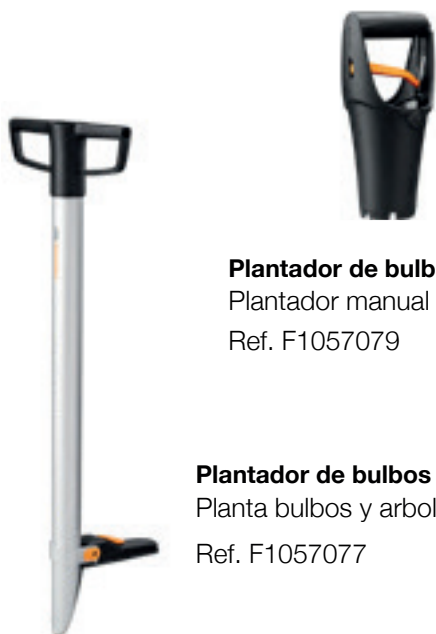 Plantador de bulb
Plantador manual
Ref. F1057079
Plantador de bulbos
Planta bulbos y arbol
Ref. F1057077